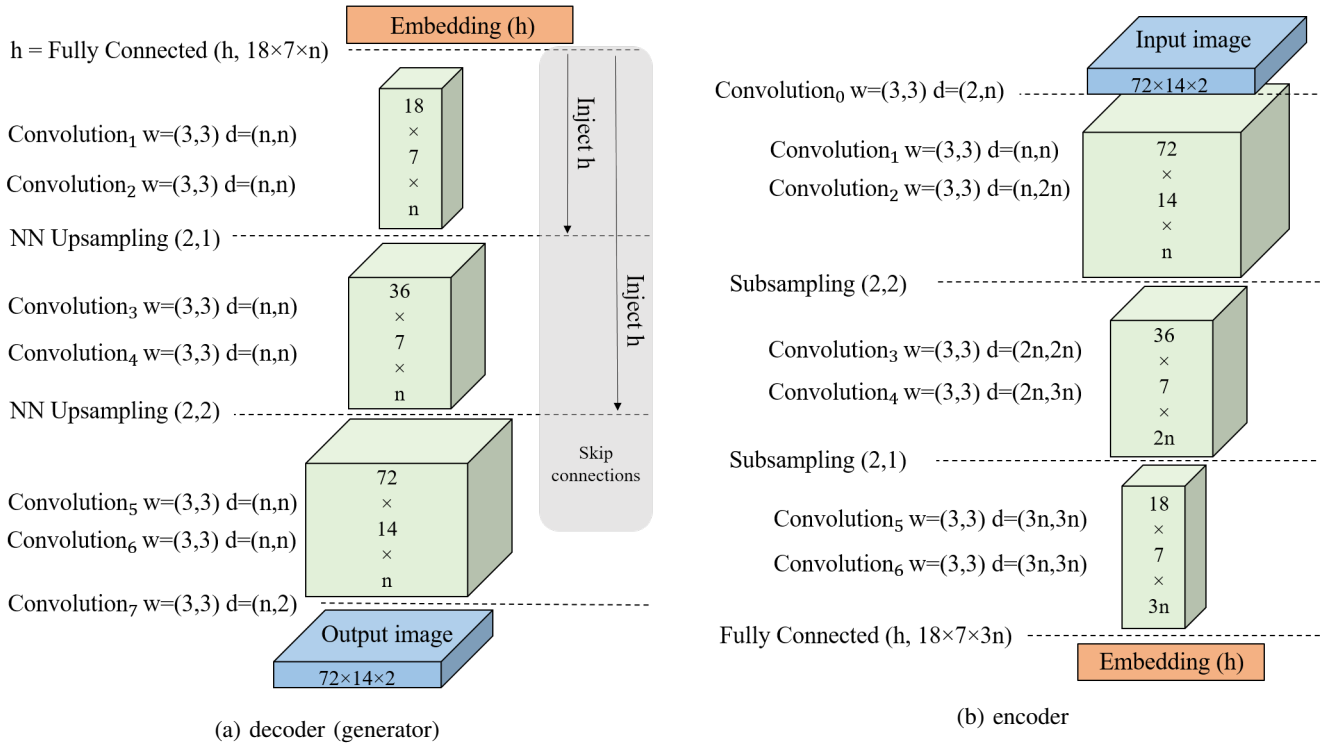 Embedding (h)
h = Fully Connected (h, 18×7×n)
18
×
7
×
n
Convolution₁ w=(3,3) d=(n,n)
Convolution₂ w=(3,3) d=(n,n)
Inject h
NN Upsampling (2,1)
36
×
7
×
n
Convolution₃ w=(3,3) d=(n,n)
Convolution₄ w=(3,3) d=(n,n)
Inject h
NN Upsampling (2,2)
Skip
connections
72
×
14
×
n
Convolution₅ w=(3,3) d=(n,n)
Convolution₆ w=(3,3) d=(n,n)
Convolution₇ w=(3,3) d=(n,2)
Output image
72×14×2
(a) decoder (generator)
Input image
72×14×2
Convolution₀ w=(3,3) d=(2,n)
Convolution₁ w=(3,3) d=(n,n)
Convolution₂ w=(3,3) d=(n,2n)
72
×
14
×
n
Subsampling (2,2)
Convolution₃ w=(3,3) d=(2n,2n)
Convolution₄ w=(3,3) d=(2n,3n)
36
×
7
×
2n
Subsampling (2,1)
Convolution₅ w=(3,3) d=(3n,3n)
Convolution₆ w=(3,3) d=(3n,3n)
18
×
7
×
3n
Fully Connected (h, 18×7×3n)
Embedding (h)
(b) encoder